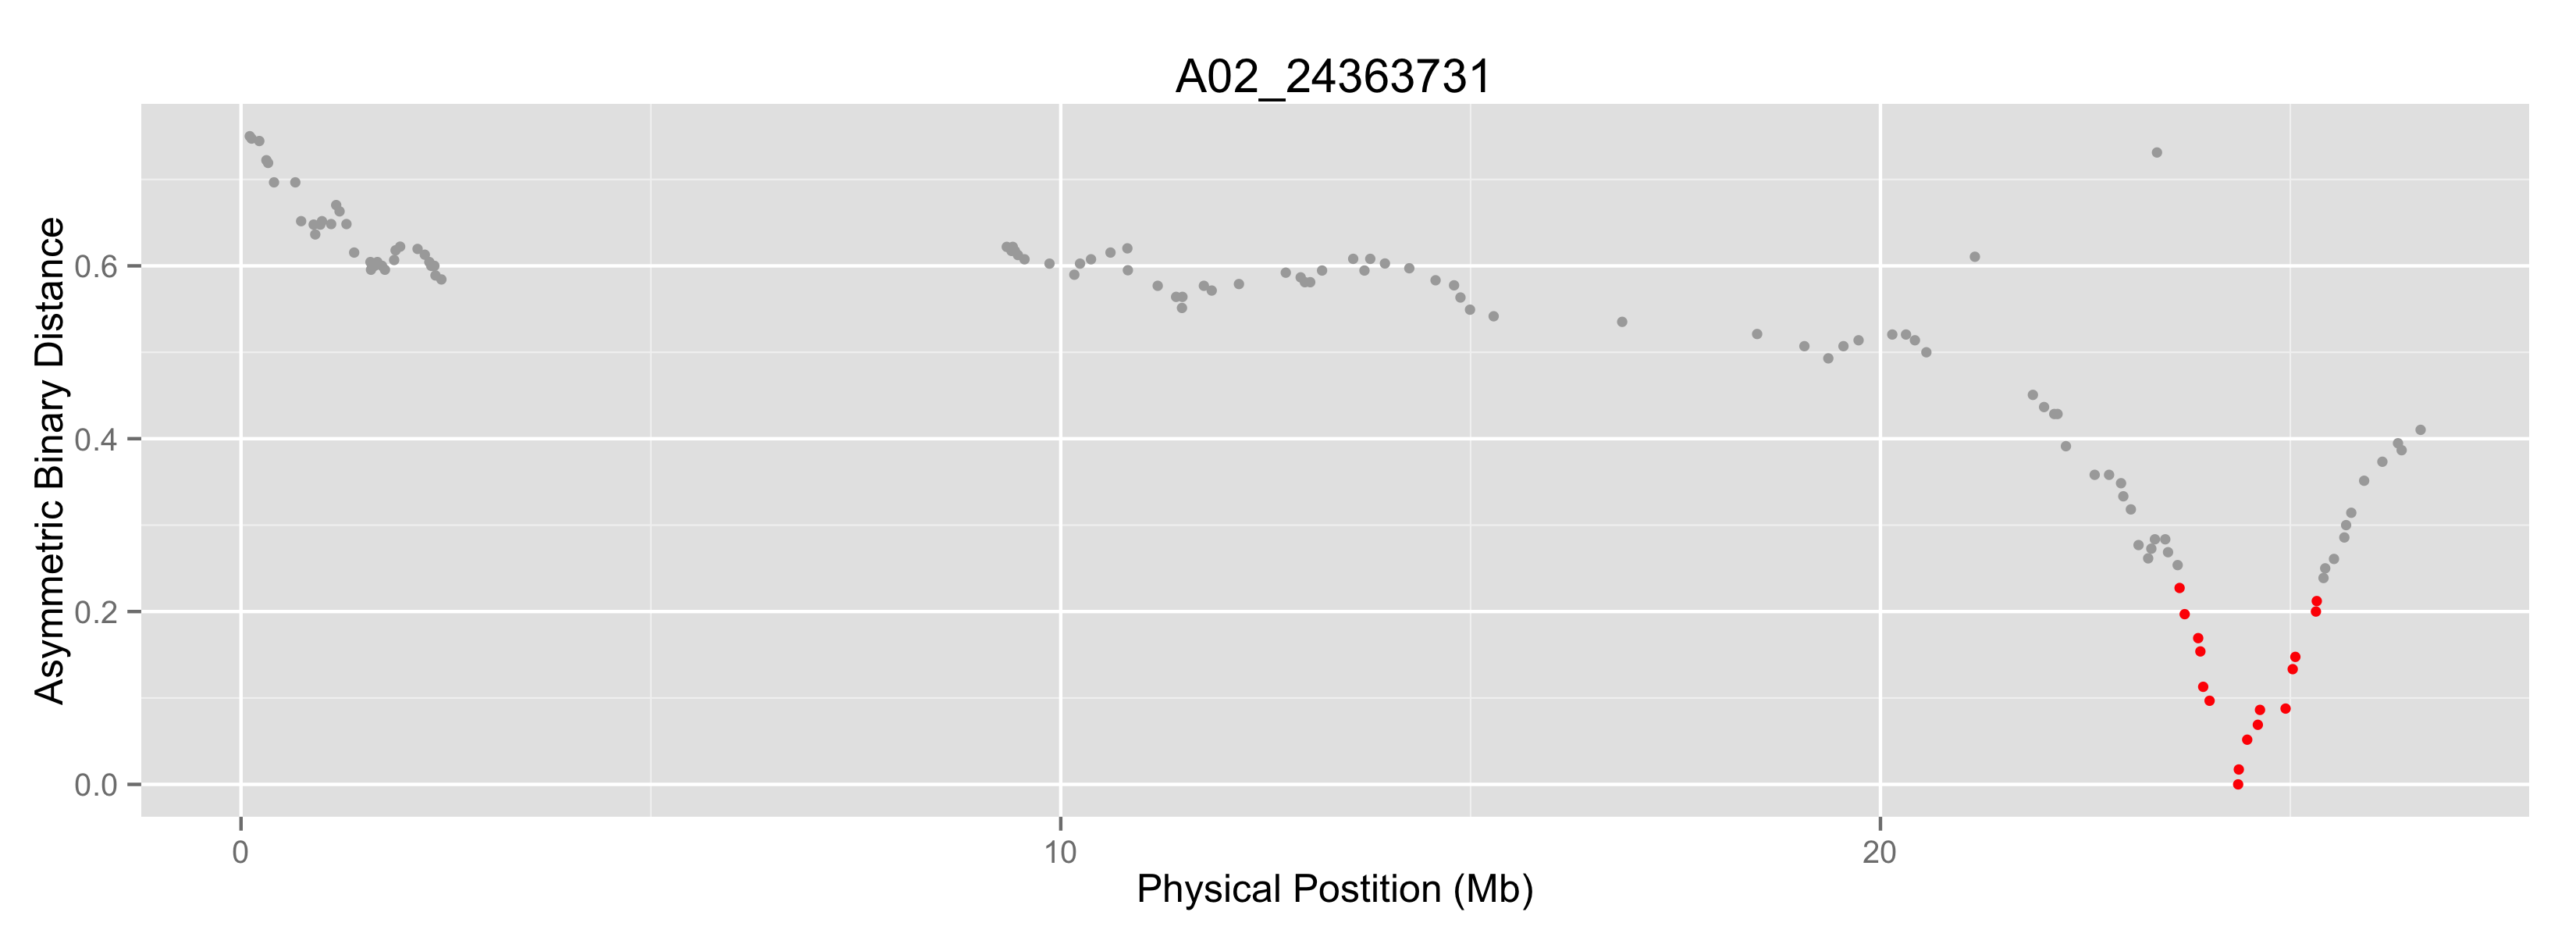 A02_24363731
Asymmetric Binary Distance
0.6
0.4
0.2
0.0
0 10 20
Physical Postition (Mb)